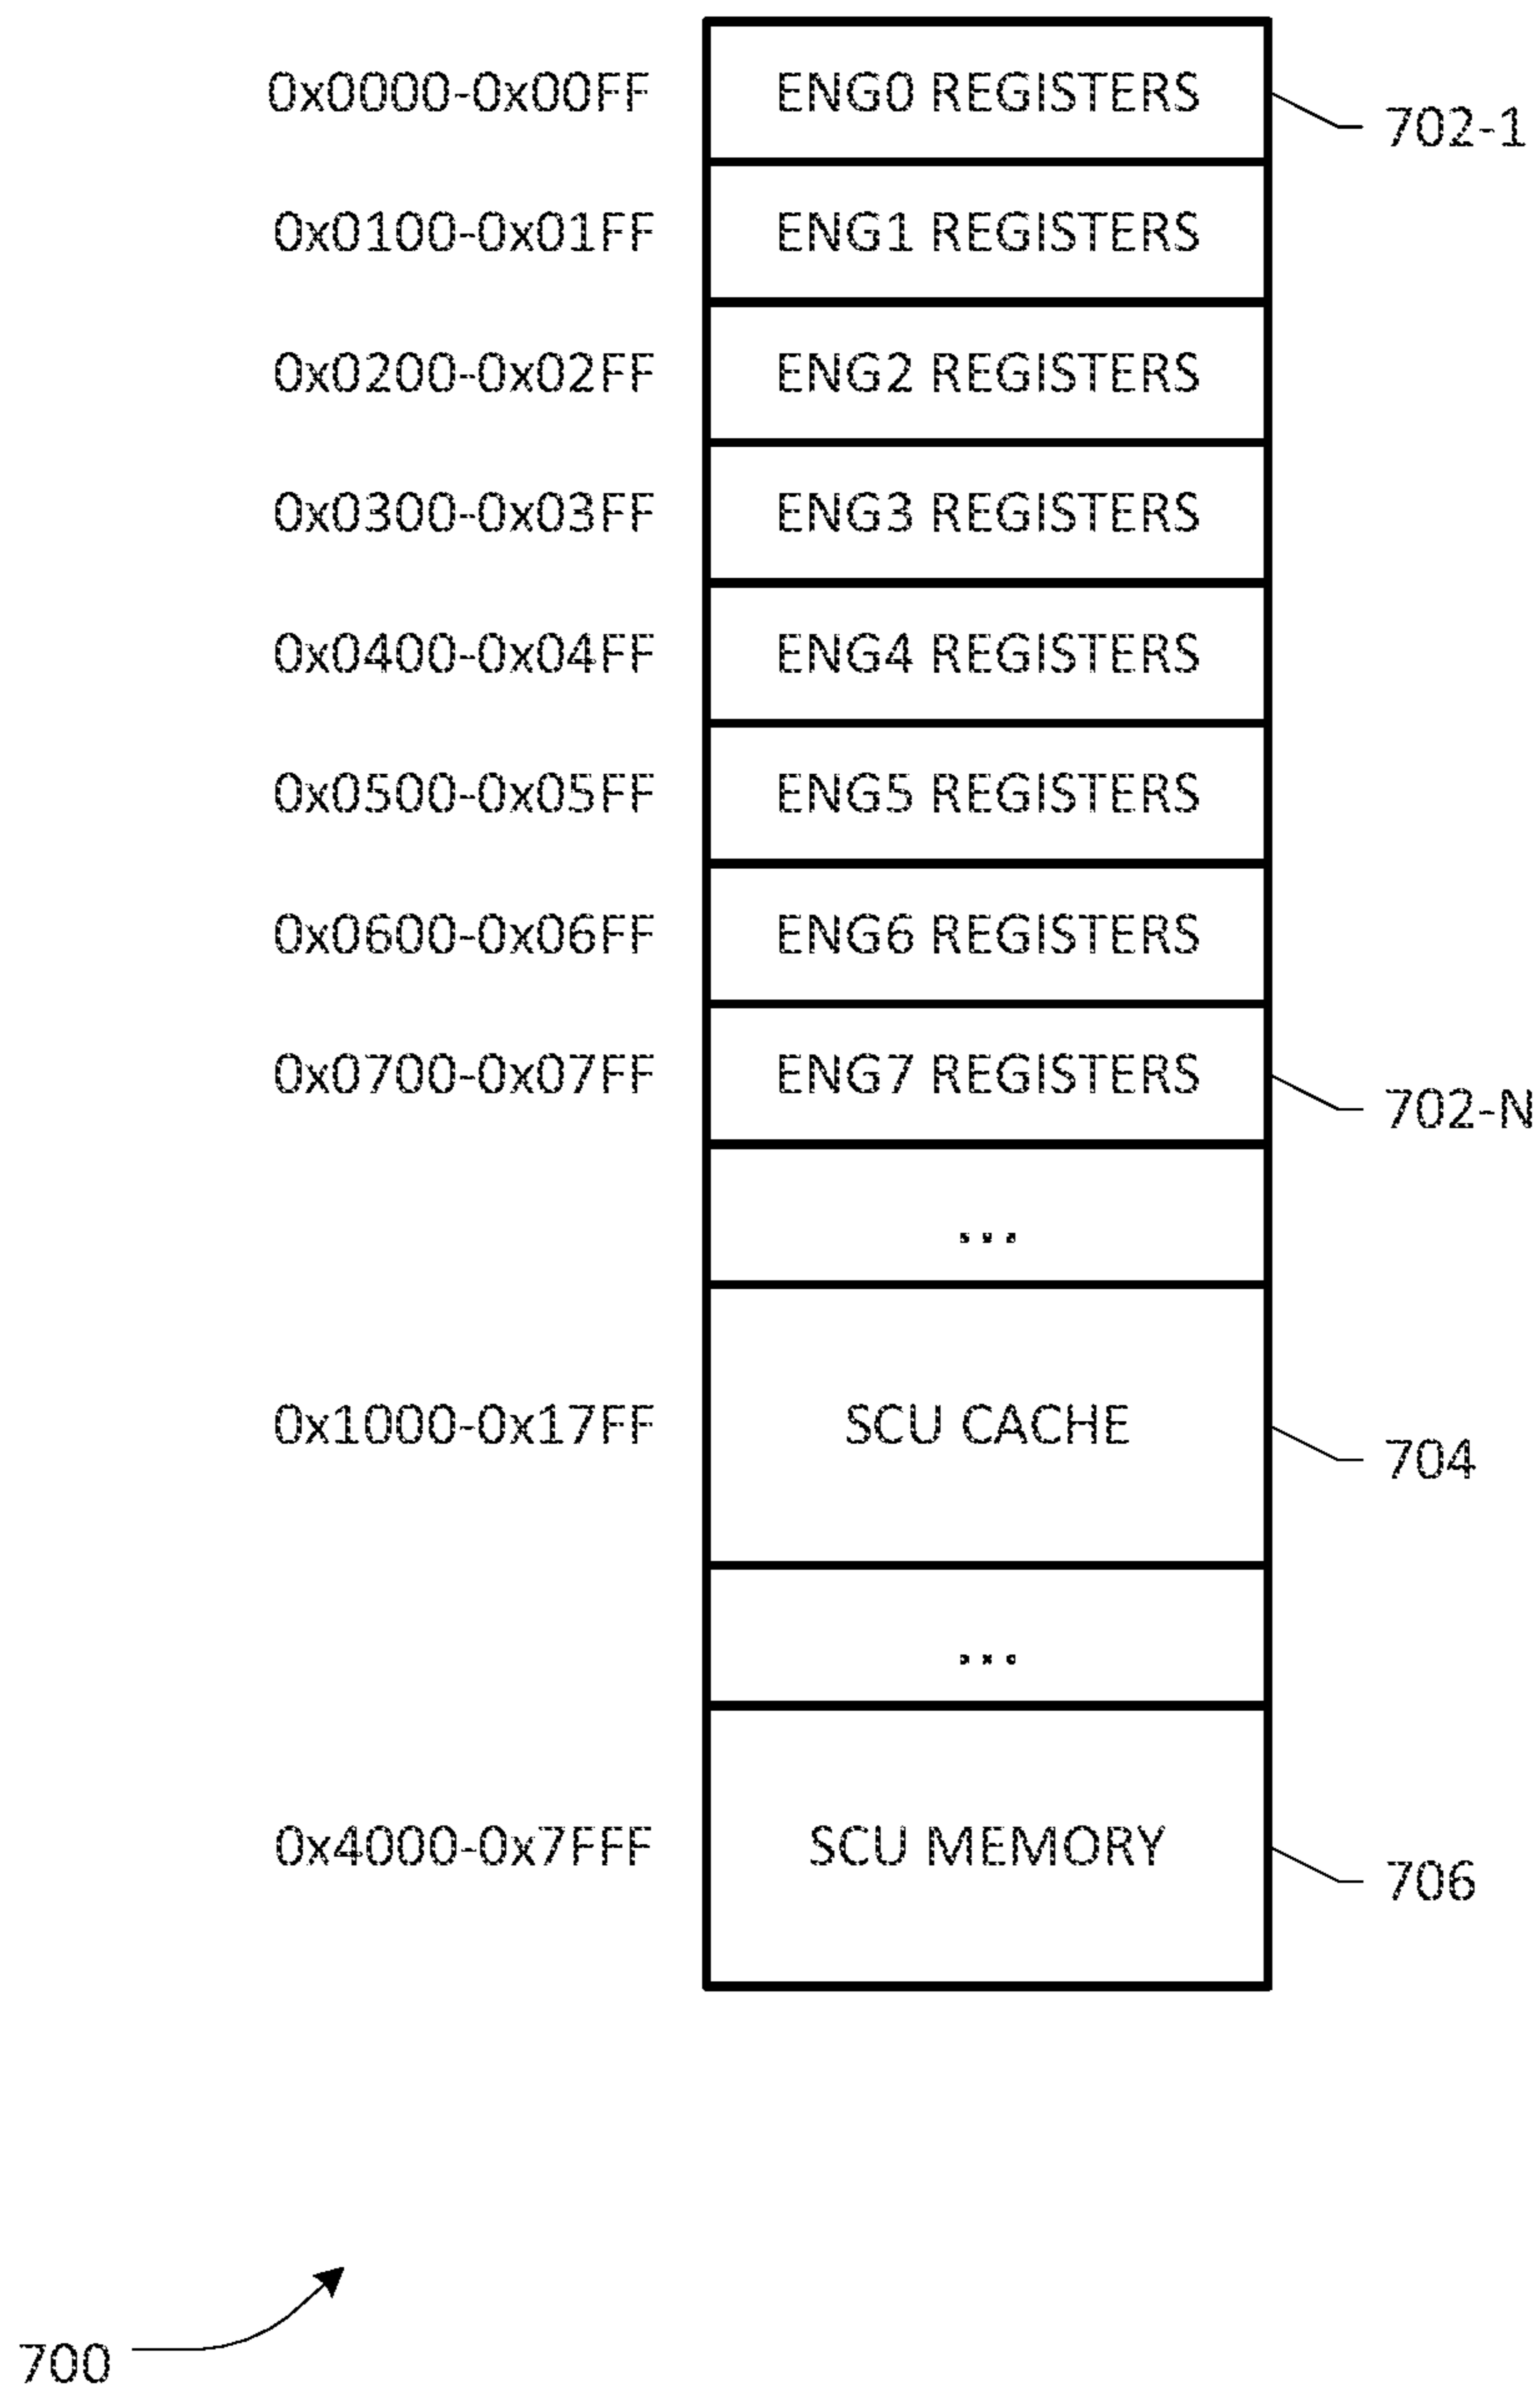 0x0000-0x00FF ENG0 REGISTERS
702-1
0x0100-0x01FF ENG1 REGISTERS
0x0200-0x02FF ENG2 REGISTERS
0x0300-0x03FF ENG3 REGISTERS
0x0400-0x04FF ENG4 REGISTERS
0x0500-0x05FF ENG5 REGISTERS
0x0600-0x06FF ENG6 REGISTERS
0x0700-0x07FF ENG7 REGISTERS
702-N
...
0x1000-0x17FF SCU CACHE
704
...
0x4000-0x7FFF SCU MEMORY
706
700